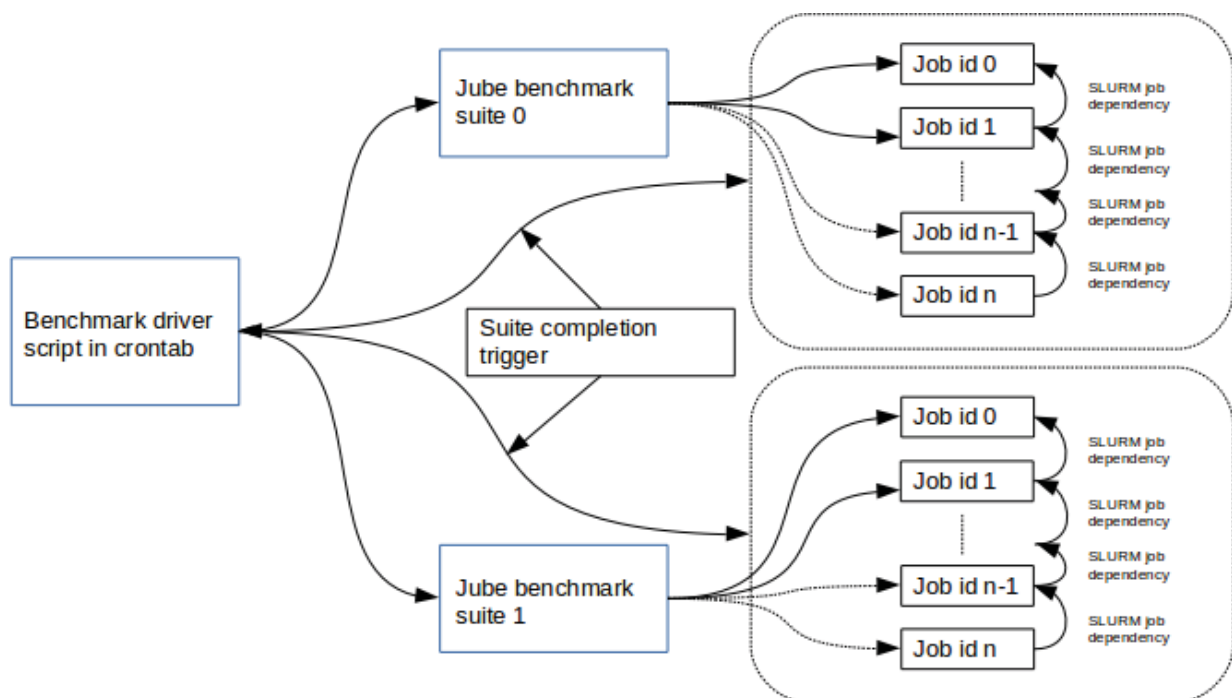 Benchmark driver
script in crontab
Jube benchmark
suite 0
Suite completion
trigger
Jube benchmark
suite 1
Job id 0
SLURM job
dependency
Job id 1
SLURM job
dependency
SLURM job
dependency
Job id n-1
SLURM job
dependency
Job id n
Job id 0
SLURM job
dependency
Job id 1
SLURM job
dependency
SLURM job
dependency
Job id n-1
SLURM job
dependency
Job id n